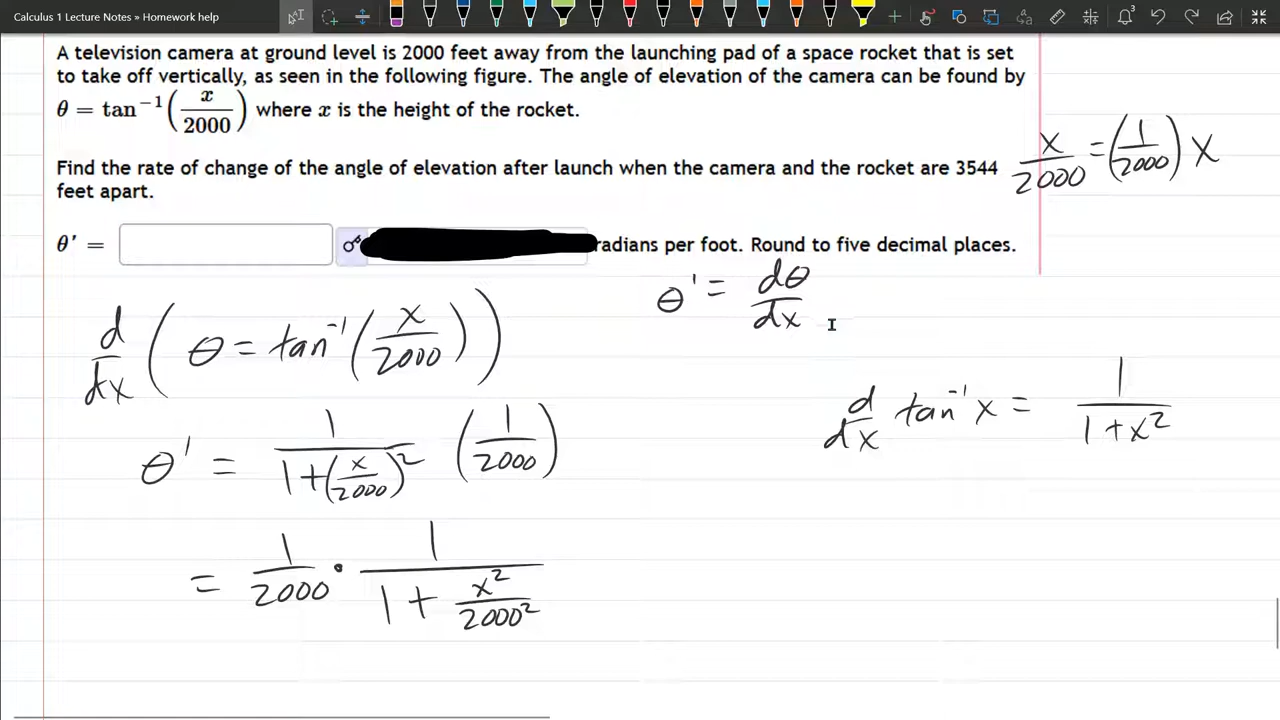 Calculus 1 Lecture Notes » Homework help
A television camera at ground level is 2000 feet away from the launching pad of a space rocket that is set
to take off vertically, as seen in the following figure. The angle of elevation of the camera can be found by
θ = tan⁻¹(x/2000) where x is the height of the rocket.
x/2000 = (1/2000) x
Find the rate of change of the angle of elevation after launch when the camera and the rocket are 3544
feet apart.
θ' = radians per foot. Round to five decimal places.
θ' = dθ/dx
d/dx (θ = tan⁻¹(x/2000))
d/dx tan⁻¹x = 1/(1+x²)
θ' = 1/(1+(x/2000)²) (1/2000)
= 1/2000 · 1/(1 + x²/2000²)